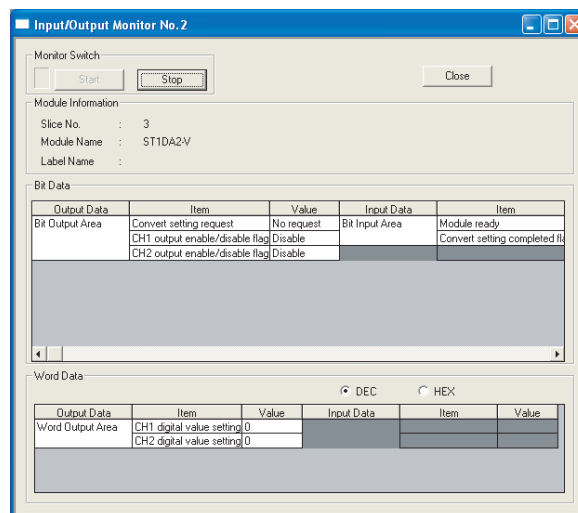 Input/Output Monitor No.2
Monitor Switch
Start Stop Close
Module Information
Slice No. : 3
Module Name : ST1DA2-V
Label Name :
Bit Data
Output Data Item Value Input Data Item
Bit Output Area Convert setting request No request Bit Input Area Module ready
CH1 output enable/disable flag Disable Convert setting completed fla
CH2 output enable/disable flag Disable
Word Data
DEC HEX
Output Data Item Value Input Data Item Value
Word Output Area CH1 digital value setting 0
CH2 digital value setting 0